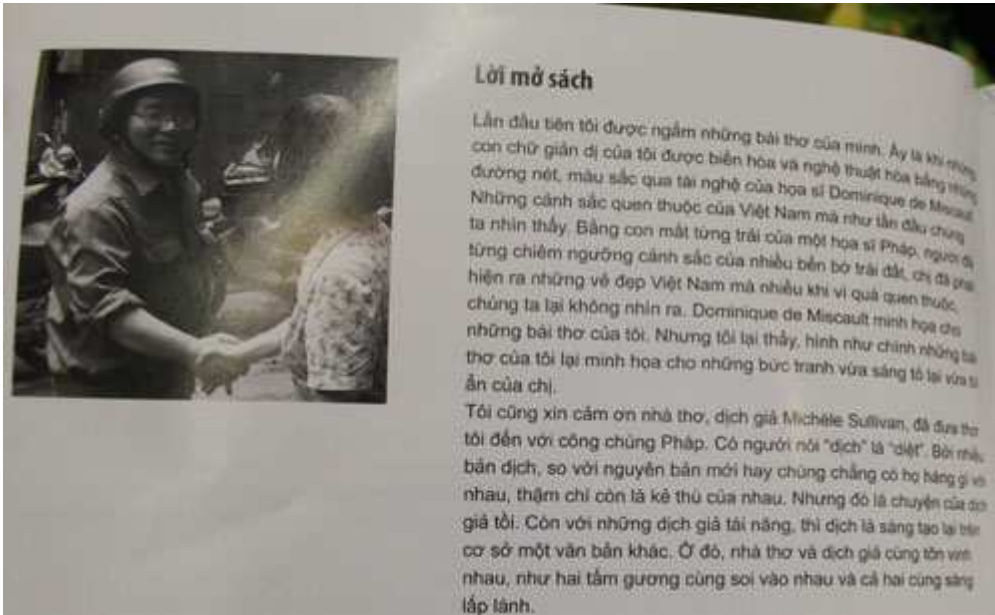 Lời mở sách
Lần đầu tiên tôi được ngắm những bài thơ của mình. Ấy là khi những
con chữ giản dị của tôi được biến hóa và nghệ thuật hòa bằng những
đường nét, màu sắc qua tài nghệ của họa sĩ Dominique de Miscault
Những cảnh sắc quen thuộc của Việt Nam mà như lần đầu chúng
ta nhìn thấy. Bằng con mắt từng trải của một họa sĩ Pháp, người đã
từng chiêm ngưỡng cảnh sắc của nhiều bến bờ trái đất, chị đã phát
hiện ra những vẻ đẹp Việt Nam mà nhiều khi vì quá quen thuộc,
chúng ta lại không nhìn ra. Dominique de Miscault minh họa cho
những bài thơ của tôi. Nhưng tôi lại thấy, hình như chính những bài
thơ của tôi lại minh họa cho những bức tranh vừa sáng tỏ lại vừa bí
ẩn của chị.
Tôi cũng xin cảm ơn nhà thơ, dịch giả Michèle Sullivan, đã đưa thơ
tôi đến với công chúng Pháp. Có người nói "dịch" là "diệt". Bởi nhiều
bản dịch, so với nguyên bản mới hay chúng chẳng có họ hàng gì với
nhau, thậm chí còn là kẻ thù của nhau. Nhưng đó là chuyện của dịch
giả tồi. Còn với những dịch giả tài năng, thì dịch là sáng tạo lại trên
cơ sở một văn bản khác. Ở đó, nhà thơ và dịch giả cùng tôn vinh
nhau, như hai tấm gương cùng soi vào nhau và cả hai cùng sáng
lấp lánh.